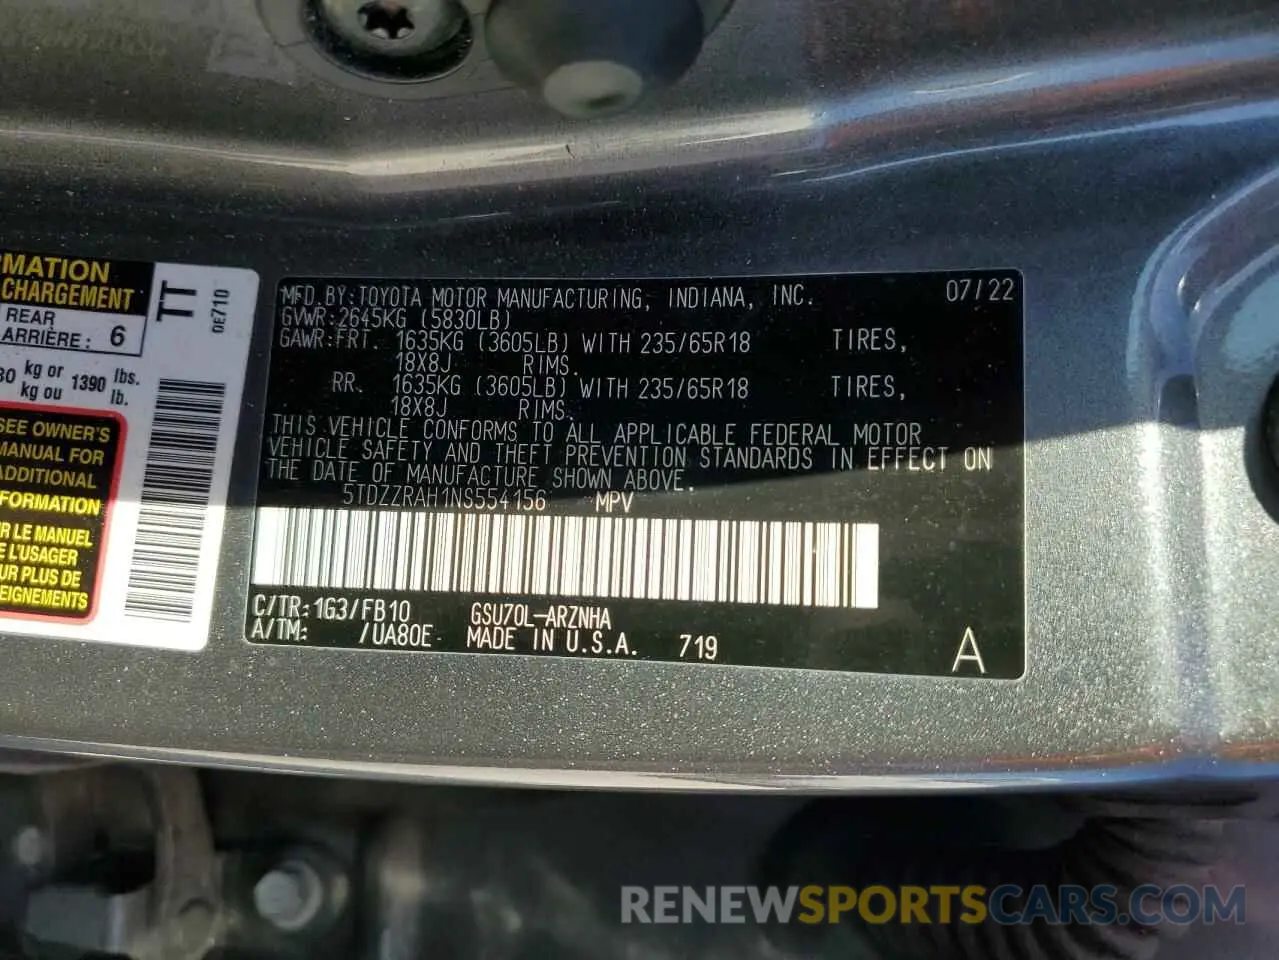 RMATION
CHARGEMENT
REAR
ARRIÈRE: 6
kg or 1390 lbs.
kg ou lb.
SEE OWNER'S
MANUAL FOR
ADDITIONAL
FORMATION
R LE MANUEL
E L'USAGER
UR PLUS DE
EIGNEMENTS
TT
0E710
MFD.BY:TOYOTA MOTOR MANUFACTURING, INDIANA, INC. 07/22
GVWR:2645KG (5830LB)
GAWR:FRT. 1635KG (3605LB) WITH 235/65R18 TIRES,
18X8J RIMS.
RR. 1635KG (3605LB) WITH 235/65R18 TIRES,
18X8J RIMS.
THIS VEHICLE CONFORMS TO ALL APPLICABLE FEDERAL MOTOR
VEHICLE SAFETY AND THEFT PREVENTION STANDARDS IN EFFECT ON
THE DATE OF MANUFACTURE SHOWN ABOVE.
5TDZZRAH1NS554156 MPV
C/TR:1G3/FB10 GSU70L-ARZNHA
A/TM: /UA80E MADE IN U.S.A. 719
A
RENEWSPORTSCARS.COM